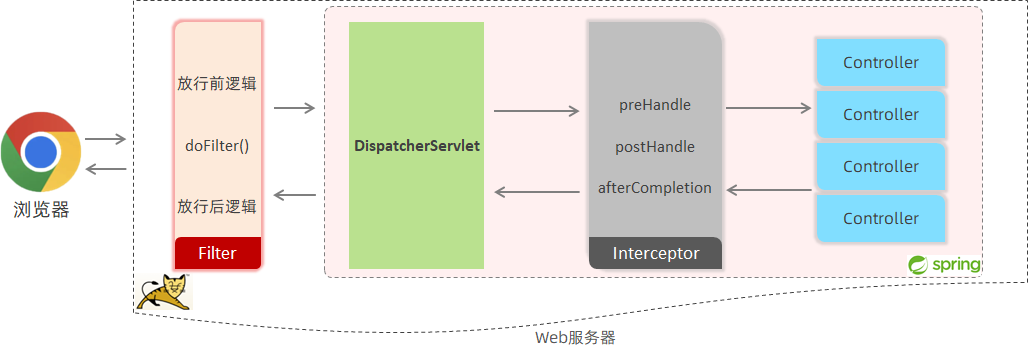 浏览器
放行前逻辑
doFilter()
放行后逻辑
Filter
DispatcherServlet
preHandle
postHandle
afterCompletion
Interceptor
Controller
Controller
Controller
Controller
spring
Web服务器